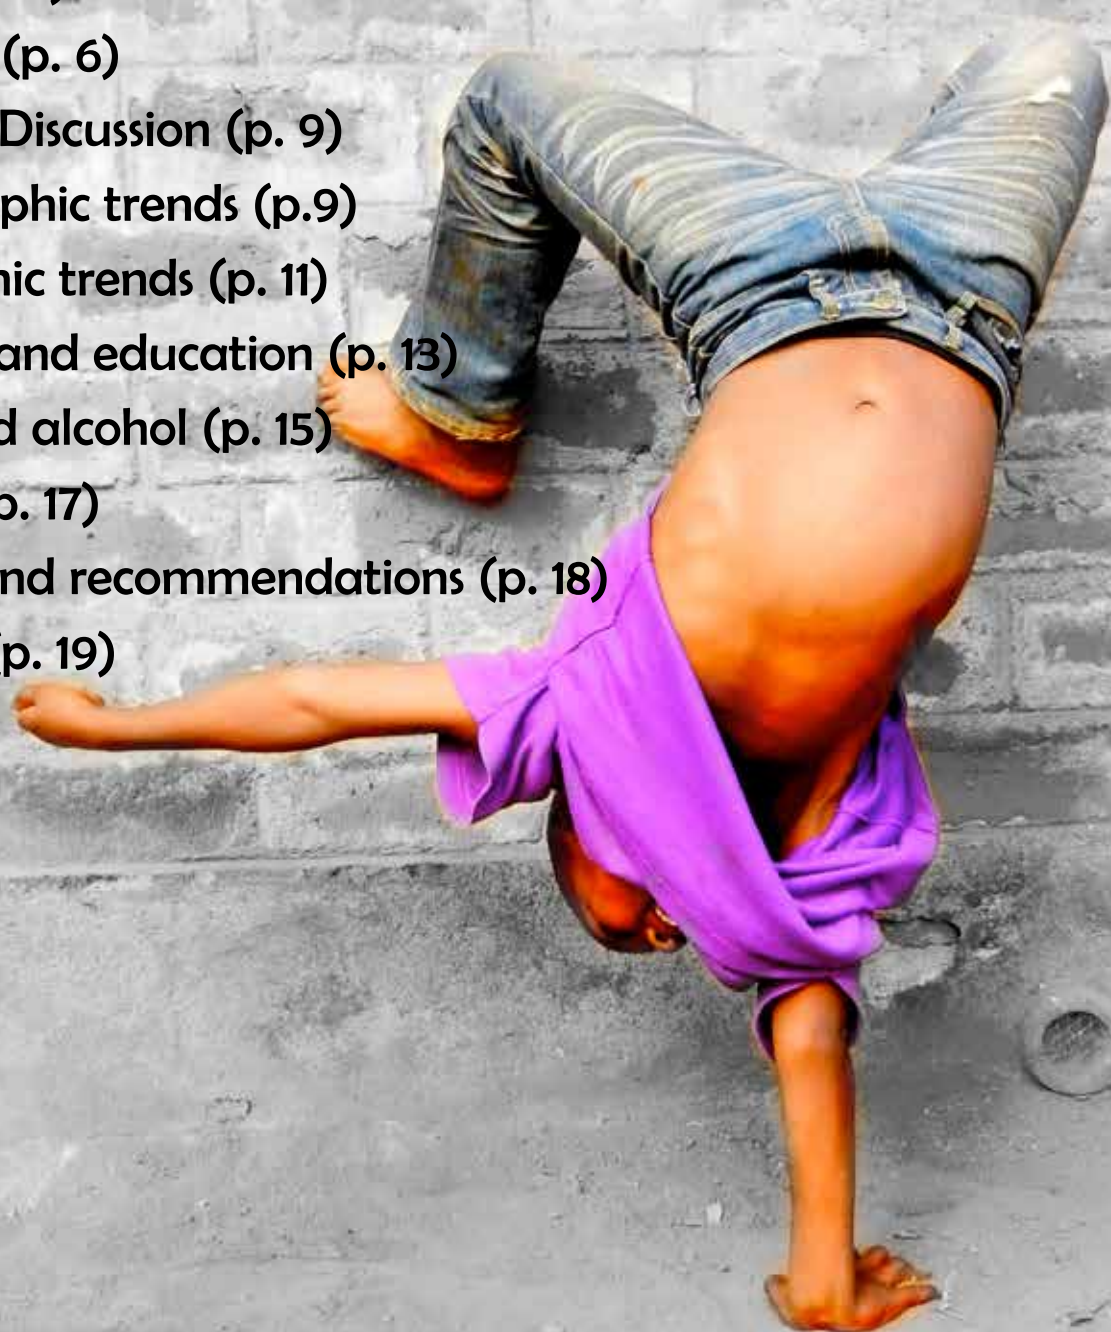 (p. 6)
Discussion (p. 9)
phic trends (p.9)
nic trends (p. 11)
and education (p. 13)
d alcohol (p. 15)
p. 17)
nd recommendations (p. 18)
(p. 19)